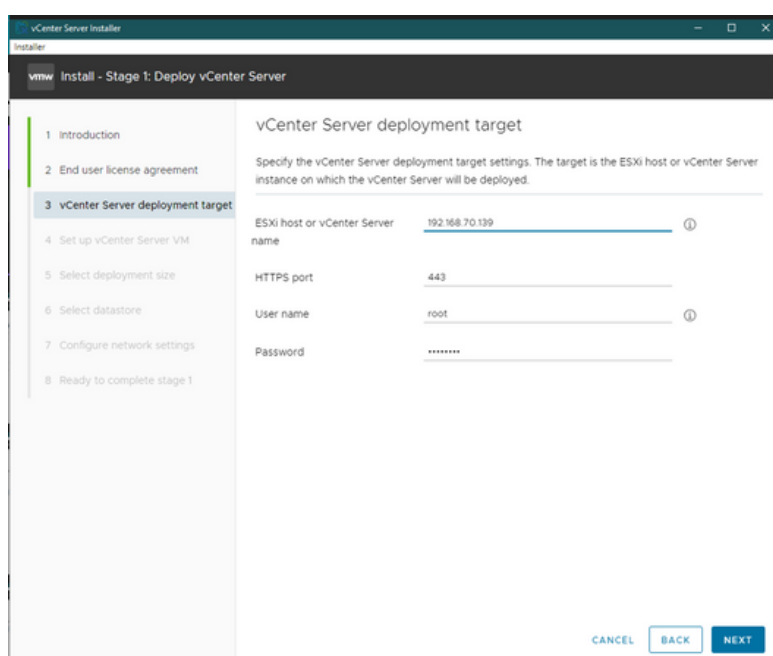 vCenter Server Installer
Installer
vmw Install - Stage 1: Deploy vCenter Server
1 Introduction
2 End user license agreement
3 vCenter Server deployment target
4 Set up vCenter Server VM
5 Select deployment size
6 Select datastore
7 Configure network settings
8 Ready to complete stage 1
vCenter Server deployment target
Specify the vCenter Server deployment target settings. The target is the ESXi host or vCenter Server
instance on which the vCenter Server will be deployed.
ESXi host or vCenter Server
name
192.168.70.139
HTTPS port
443
User name
root
Password
••••••••
CANCEL
BACK
NEXT